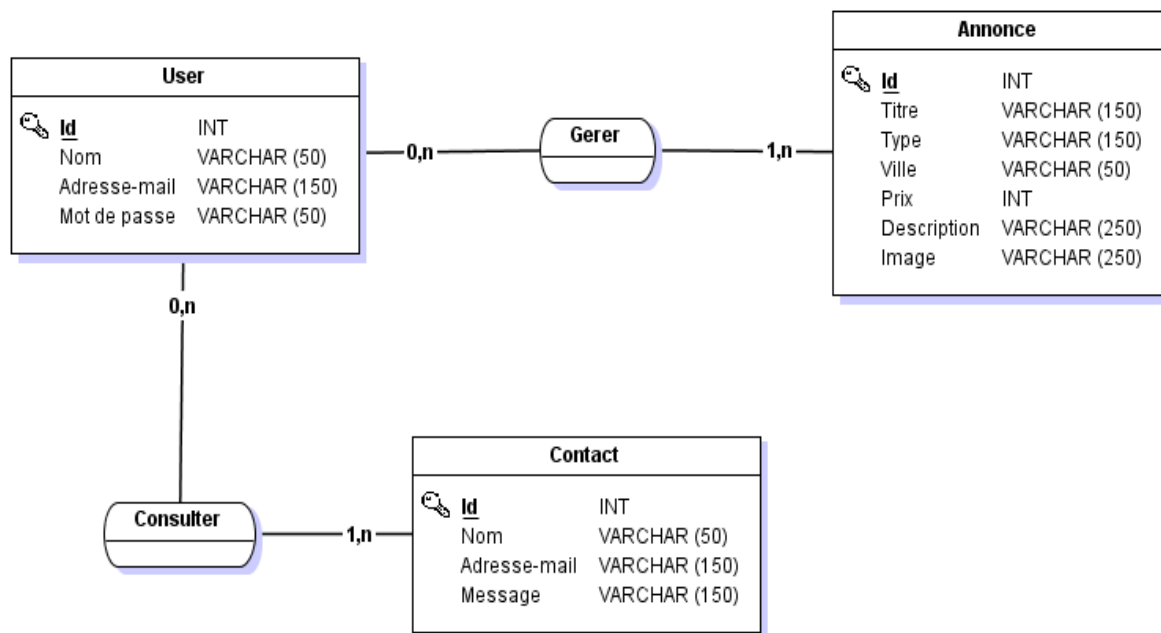 User
Id INT
Nom VARCHAR (50)
Adresse-mail VARCHAR (150)
Mot de passe VARCHAR (50)
0,n
Gerer
1,n
Annonce
Id INT
Titre VARCHAR (150)
Type VARCHAR (150)
Ville VARCHAR (50)
Prix INT
Description VARCHAR (250)
Image VARCHAR (250)
0,n
Consulter
1,n
Contact
Id INT
Nom VARCHAR (50)
Adresse-mail VARCHAR (150)
Message VARCHAR (150)